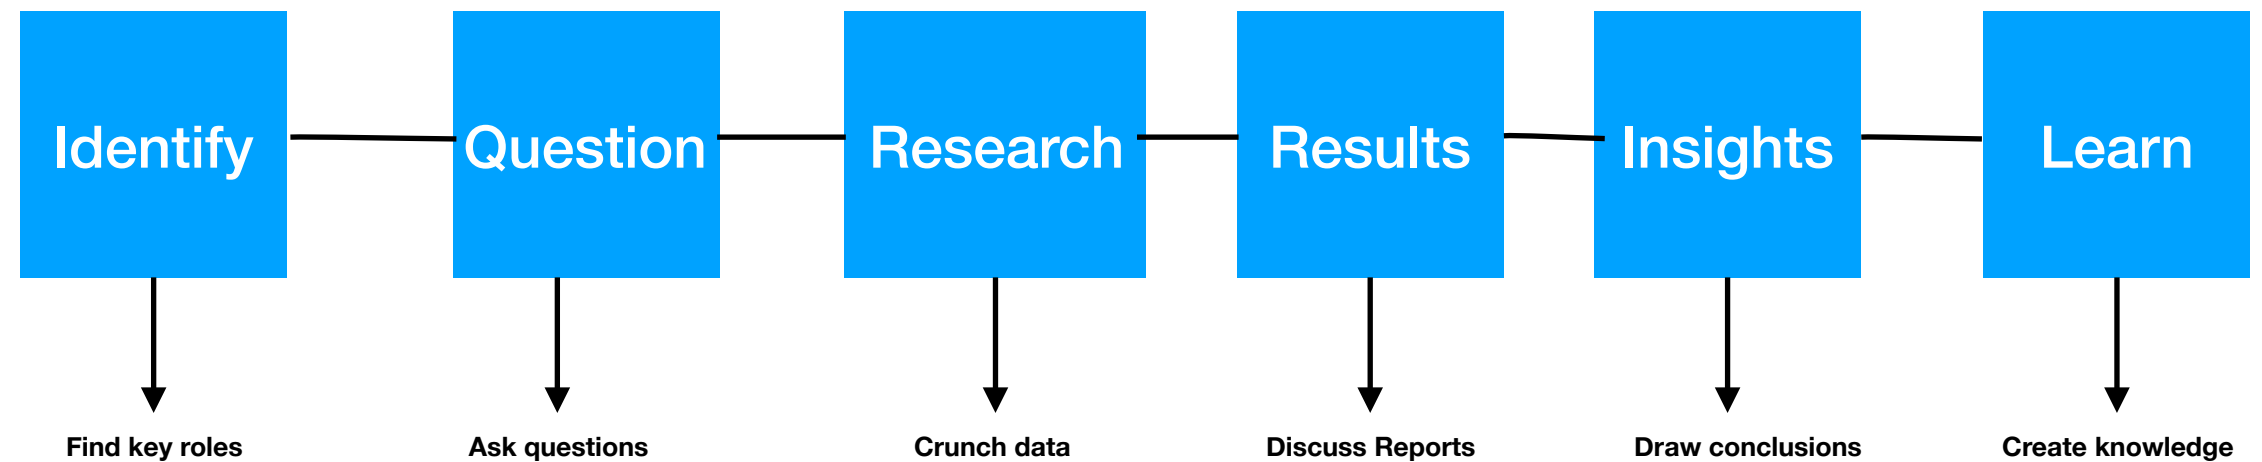 Identify
Question
Research
Results
Insights
Learn
Find key roles
Ask questions
Crunch data
Discuss Reports
Draw conclusions
Create knowledge